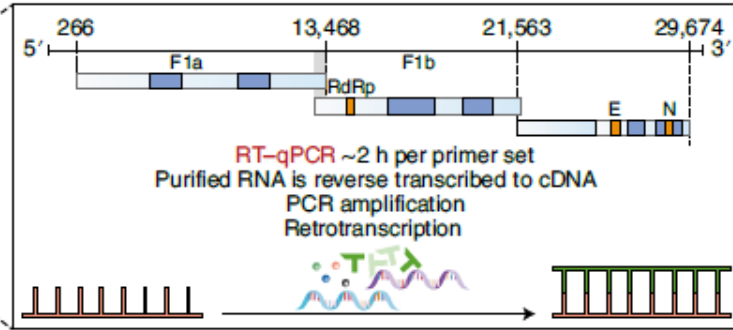 266 13,468 21,563 29,674
5′ 3′
F1a F1b
RdRp
E N
RT–qPCR ~2 h per primer set
Purified RNA is reverse transcribed to cDNA
PCR amplification
Retrotranscription